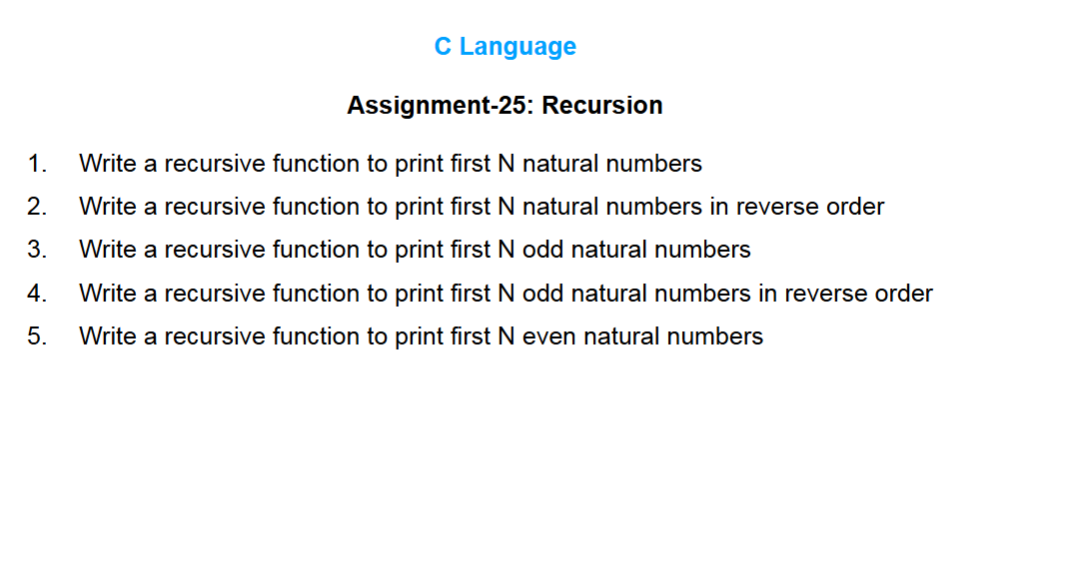 C Language
Assignment-25: Recursion
1. Write a recursive function to print first N natural numbers
2. Write a recursive function to print first N natural numbers in reverse order
3. Write a recursive function to print first N odd natural numbers
4. Write a recursive function to print first N odd natural numbers in reverse order
5. Write a recursive function to print first N even natural numbers